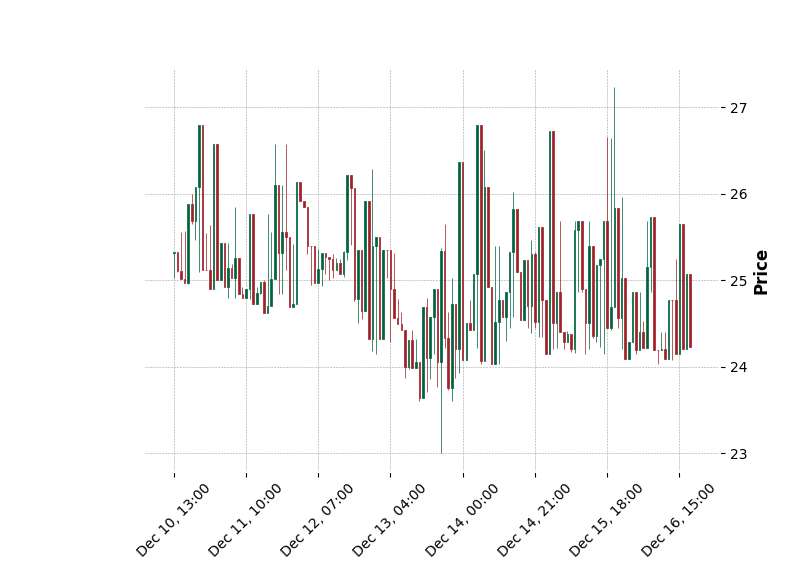 27
26
25
24
23
Price
Dec 10, 13:00
Dec 11, 10:00
Dec 12, 07:00
Dec 13, 04:00
Dec 14, 00:00
Dec 14, 21:00
Dec 15, 18:00
Dec 16, 15:00